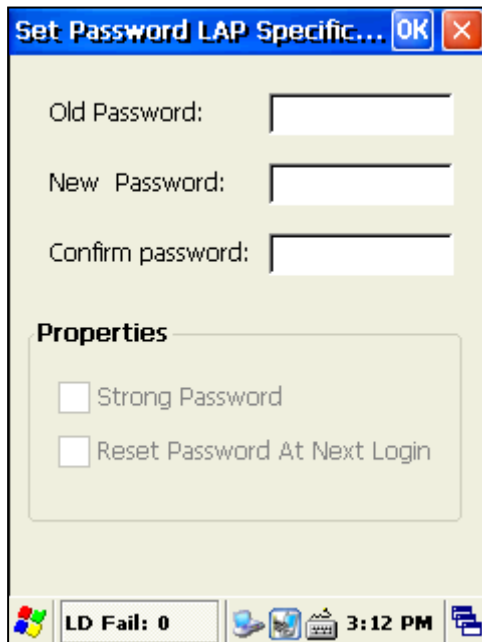 Set Password LAP Specific... OK
Old Password:
New Password:
Confirm password:
Properties
Strong Password
Reset Password At Next Login
LD Fail: 0 3:12 PM